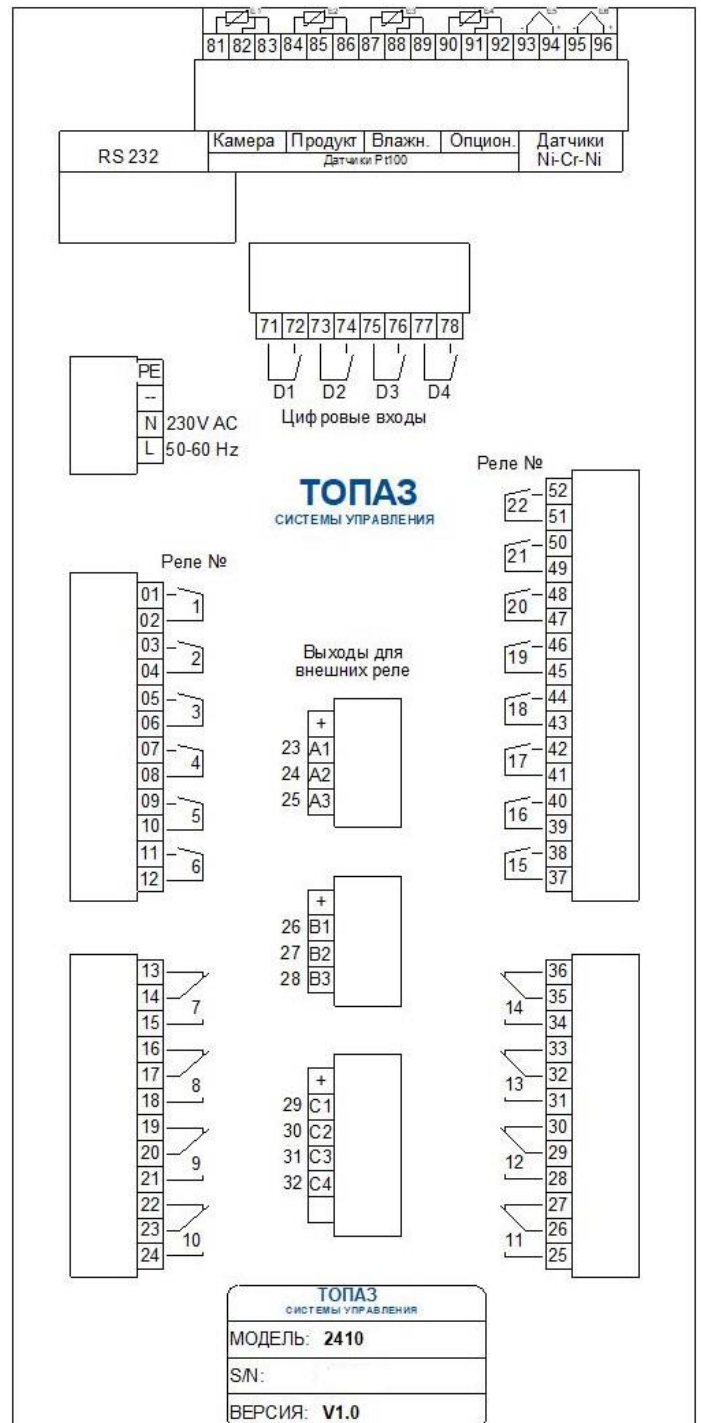 E1 E2 E3 E4 E5 E6
81 82 83 84 85 86 87 88 89 90 91 92 93 94 95 96
- + - +
RS 232
Камера Продукт Влажн. Опцион. Датчики
Датчики Pt100 Ni-Cr-Ni
71 72 73 74 75 76 77 78
D1 D2 D3 D4
Цифровые входы
PE
--
N 230V AC
L 50-60 Hz
ТОПАЗ
СИСТЕМЫ УПРАВЛЕНИЯ
Реле №
01 1
02
03 2
04
05 3
06
07 4
08
09 5
10
11 6
12
13
14 7
15
16
17 8
18
19
20 9
21
22
23 10
24
Выходы для
внешних реле
+
23 A1
24 A2
25 A3
+
26 B1
27 B2
28 B3
+
29 C1
30 C2
31 C3
32 C4
Реле №
22 52
51
21 50
49
20 48
47
19 46
45
18 44
43
17 42
41
16 40
39
15 38
37
36
14 35
34
33
13 32
31
30
12 29
28
27
11 26
25
ТОПАЗ
СИСТЕМЫ УПРАВЛЕНИЯ
МОДЕЛЬ: 2410
S/N:
ВЕРСИЯ: V1.0